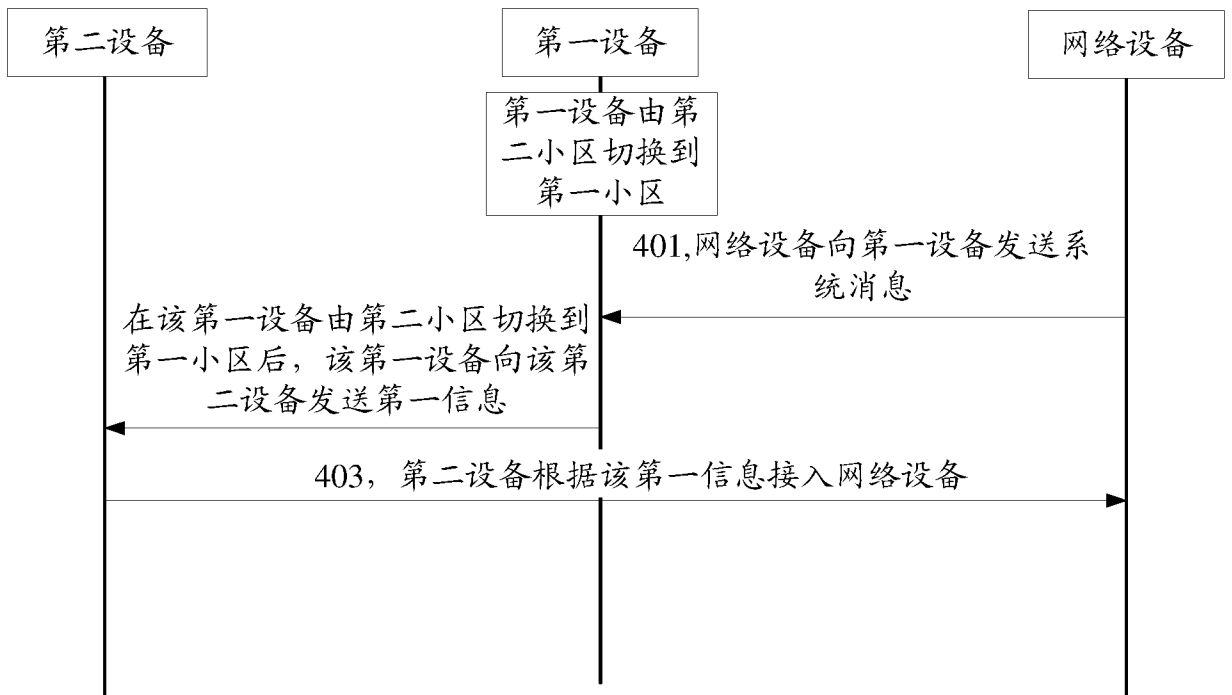 第二设备
第一设备
网络设备
第一设备由第
二小区切换到
第一小区
401,网络设备向第一设备发送系
统消息
在该第一设备由第二小区切换到
第一小区后，该第一设备向该第
二设备发送第一信息
403，第二设备根据该第一信息接入网络设备